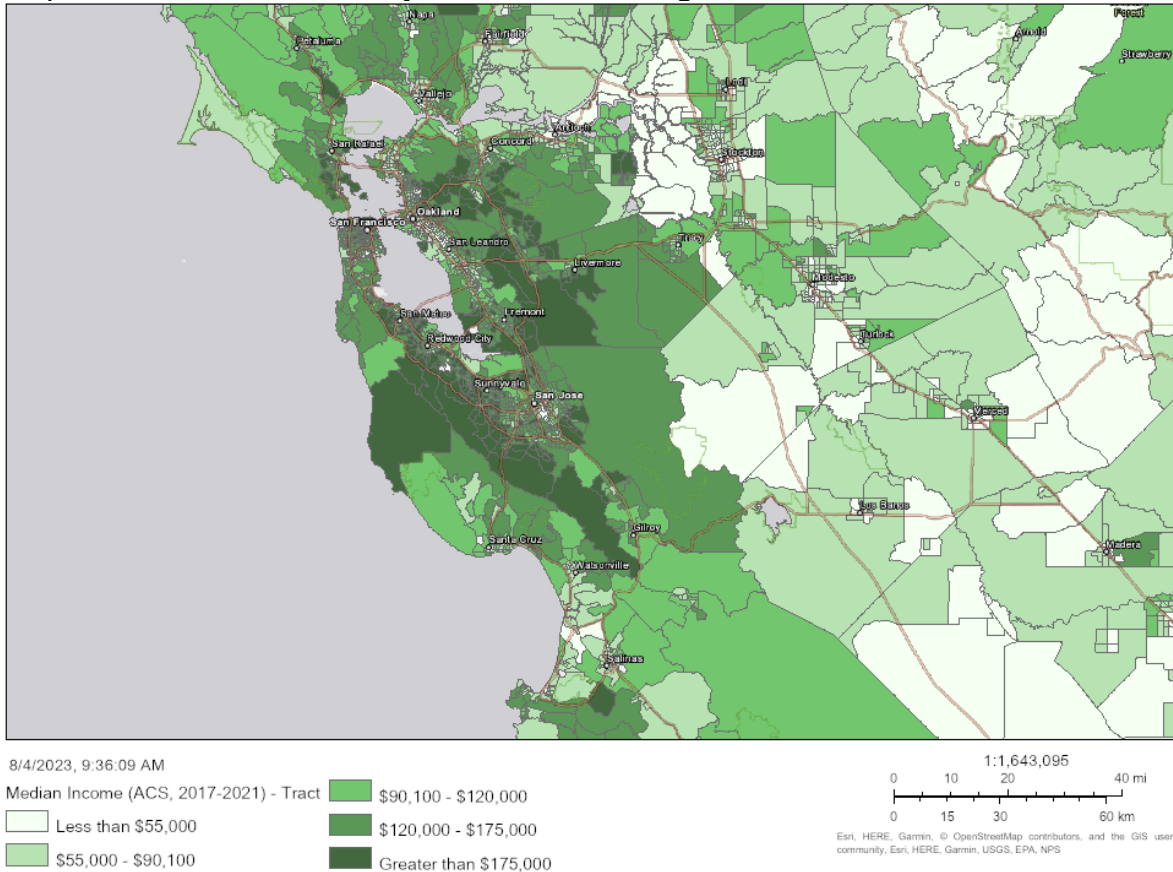 Napa
Petaluma
Fairfield
Arnold
Forest
Strawberry
Vallejo
Lodi
San Rafael
Concord
Antioch
Stockton
San Francisco
Oakland
San Leandro
Livermore
Tracy
Modesto
San Mateo
Fremont
Redwood City
Turlock
Sunnyvale
San Jose
Merced
Los Banos
Gilroy
Santa Cruz
Watsonville
Madera
Salinas
8/4/2023, 9:36:09 AM
Median Income (ACS, 2017-2021) - Tract
Less than $55,000
$55,000 - $90,100
$90,100 - $120,000
$120,000 - $175,000
Greater than $175,000
1:1,643,095
0 10 20 40 mi
0 15 30 60 km
Esri, HERE, Garmin, © OpenStreetMap contributors, and the GIS user
community, Esri, HERE, Garmin, USGS, EPA, NPS